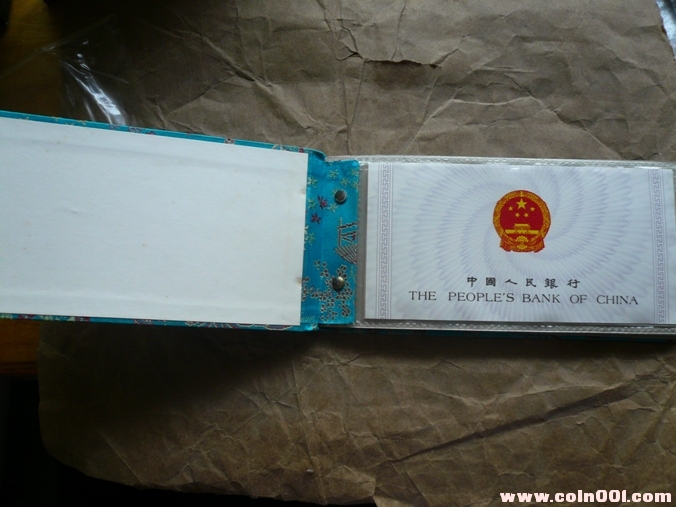 中國人民銀行
THE PEOPLE'S BANK OF CHINA
www.coin001.com